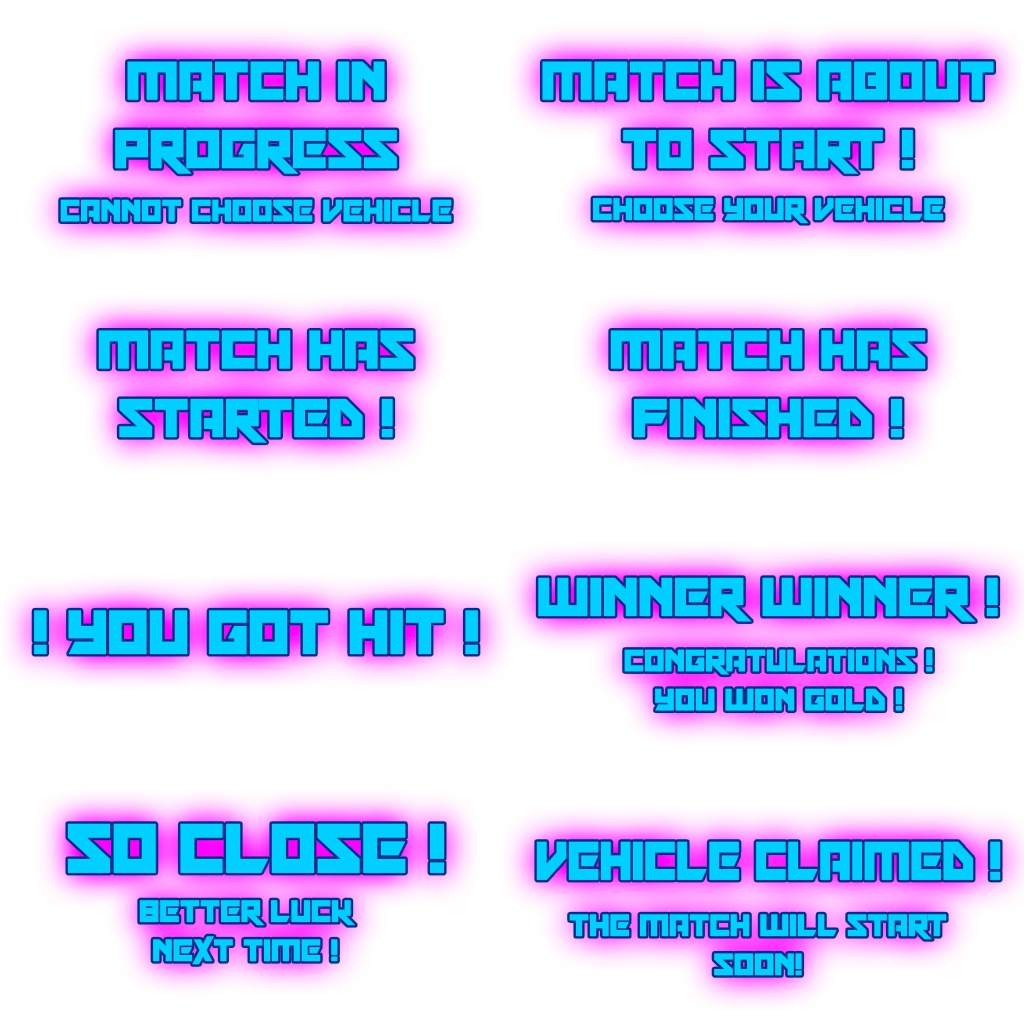 MATCH IN
PROGRESS
CANNOT CHOOSE VEHICLE
MATCH IS ABOUT
TO START !
CHOOSE YOUR VEHICLE
MATCH HAS
STARTED !
MATCH HAS
FINISHED !
! YOU GOT HIT !
WINNER WINNER !
CONGRATULATIONS !
YOU WON GOLD !
SO CLOSE !
BETTER LUCK
NEXT TIME !
VEHICLE CLAIMED !
THE MATCH WILL START
SOON!